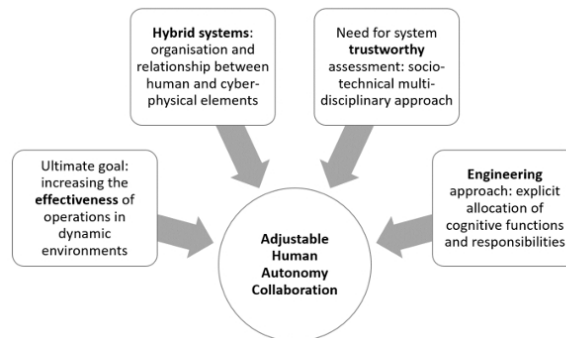 Hybrid systems:
organisation and
relationship between
human and cyber-
physical elements
Need for system
trustworthy
assessment: socio-
technical multi-
disciplinary approach
Ultimate goal:
increasing the
effectiveness of
operations in
dynamic
environments
Engineering
approach: explicit
allocation of
cognitive functions
and responsibilities
Adjustable
Human
Autonomy
Collaboration